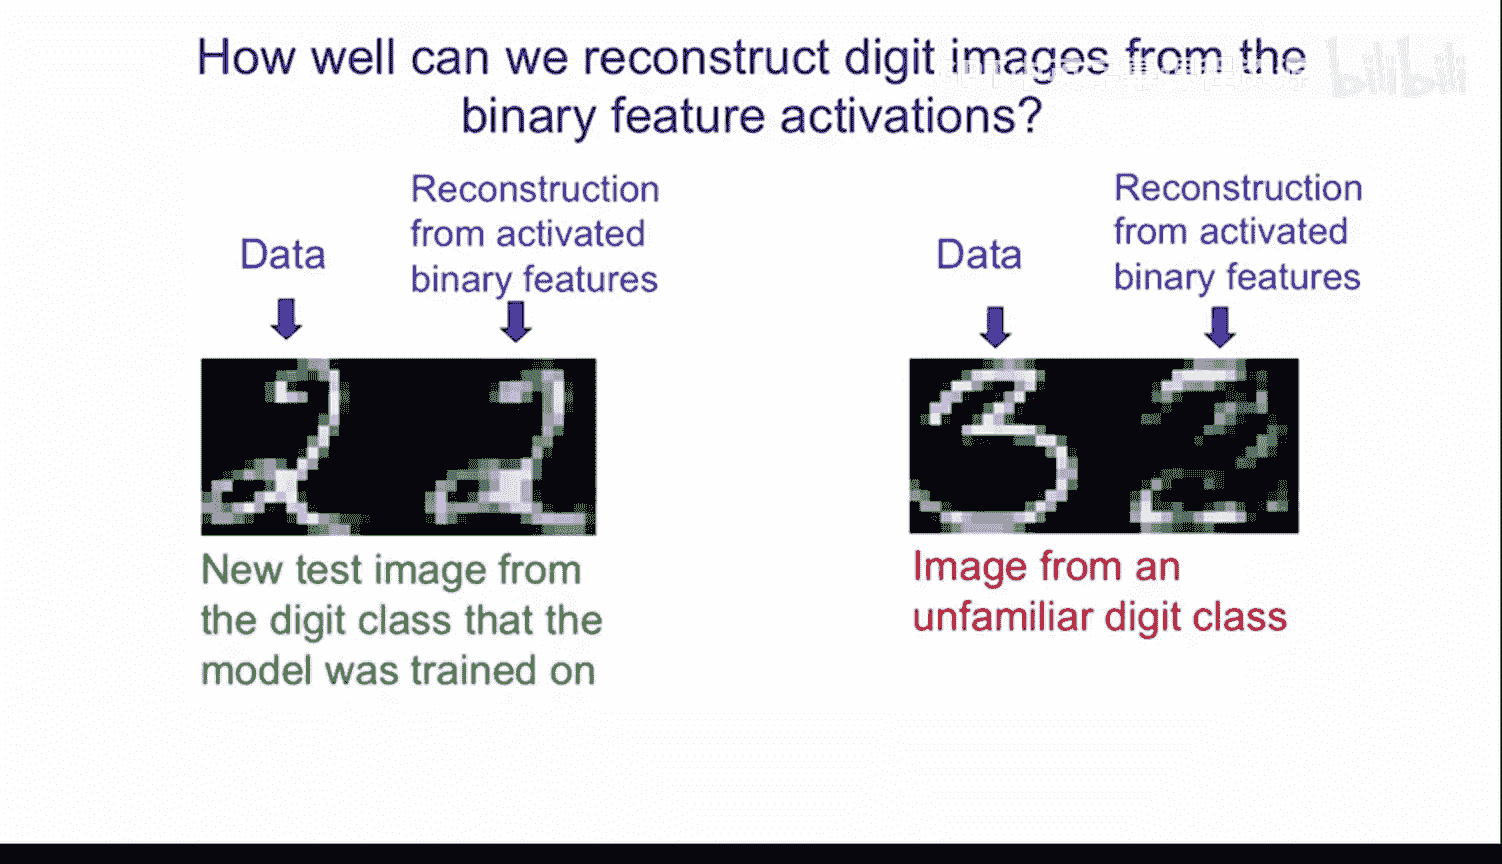 How well can we reconstruct digit images from the
binary feature activations?
bilibili
Data
Reconstruction
from activated
binary features
Data
Reconstruction
from activated
binary features
New test image from
the digit class that the
model was trained on
Image from an
unfamiliar digit class